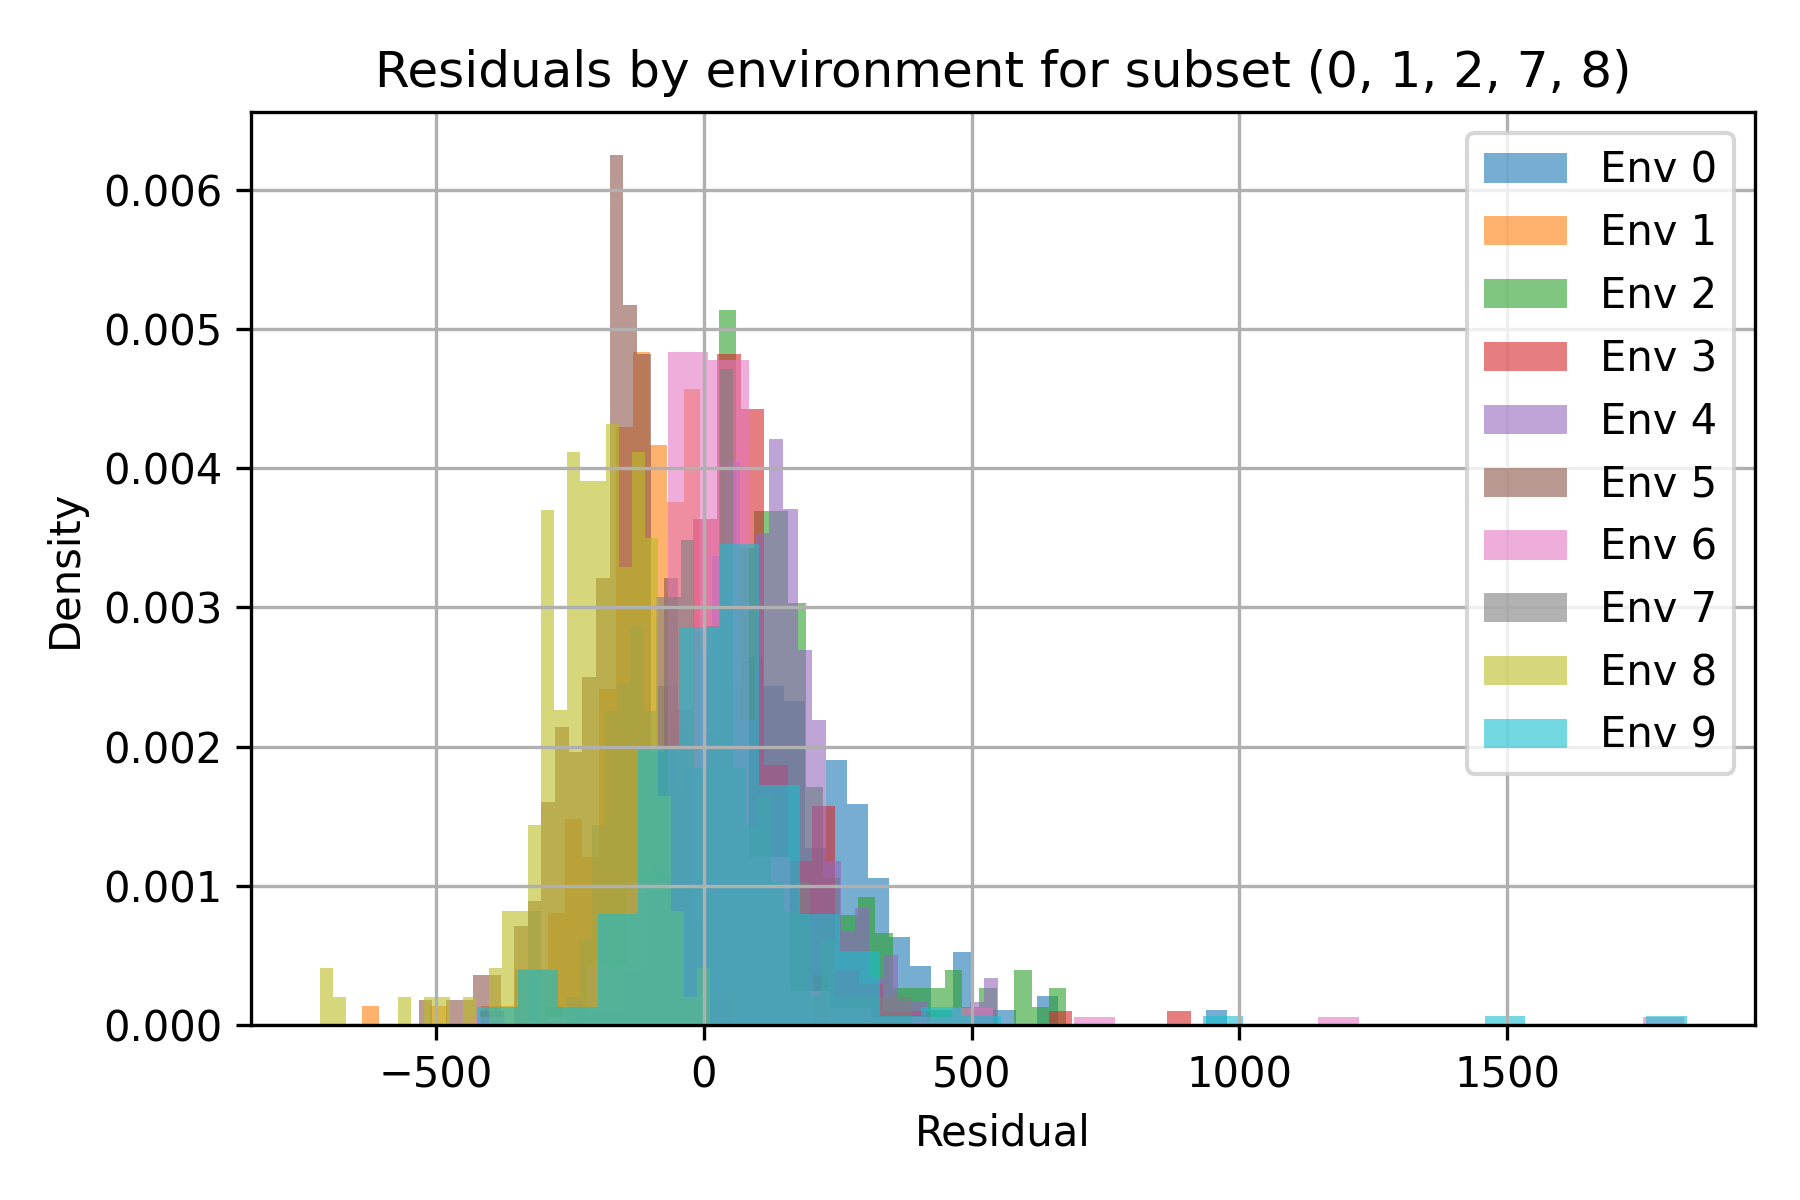 Residuals by environment for subset (0, 1, 2, 7, 8)
Density
0.006
0.005
0.004
0.003
0.002
0.001
0.000
−500
0
500
1000
1500
Residual
Env 0
Env 1
Env 2
Env 3
Env 4
Env 5
Env 6
Env 7
Env 8
Env 9